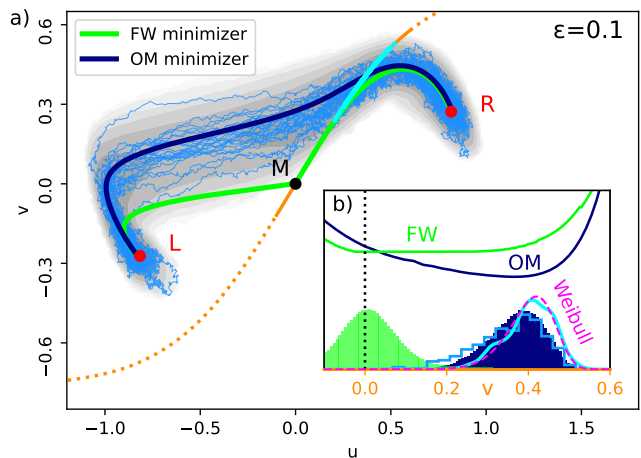 a)
FW minimizer
OM minimizer
ε=0.1
R
M
L
0.6
0.3
0.0
−0.3
−0.6
v
−1.0
−0.5
0.0
0.5
1.0
1.5
u
b)
FW
OM
Weibull
0.0
0.2
0.4
0.6
v